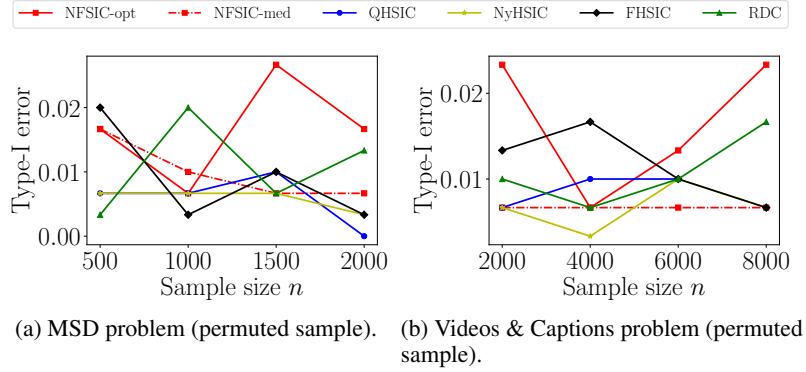 NFSIC-opt NFSIC-med QHSIC NyHSIC FHSIC RDC
Type-I error
0.02
0.01
0.00
500 1000 1500 2000
Sample size n
Type-I error
0.02
0.01
2000 4000 6000 8000
Sample size n
(a) MSD problem (permuted sample).
(b) Videos & Captions problem (permuted
sample).